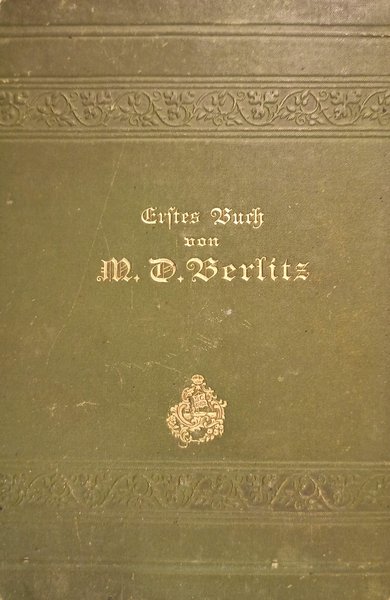 Erſtes Buch
von
M. D. Berlitz